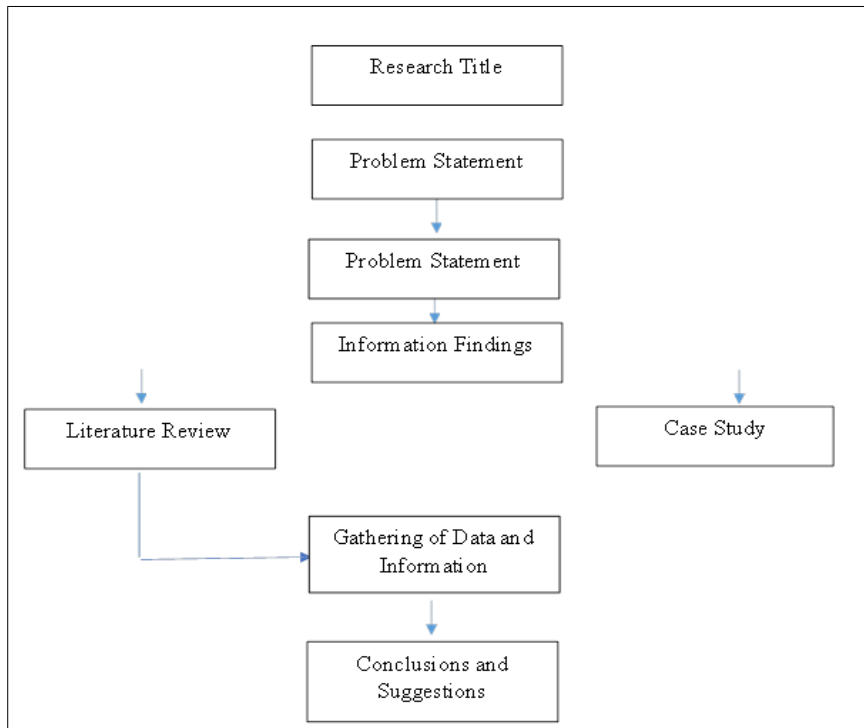 Research Title
Problem Statement
Problem Statement
Information Findings
Literature Review
Case Study
Gathering of Data and
Information
Conclusions and
Suggestions